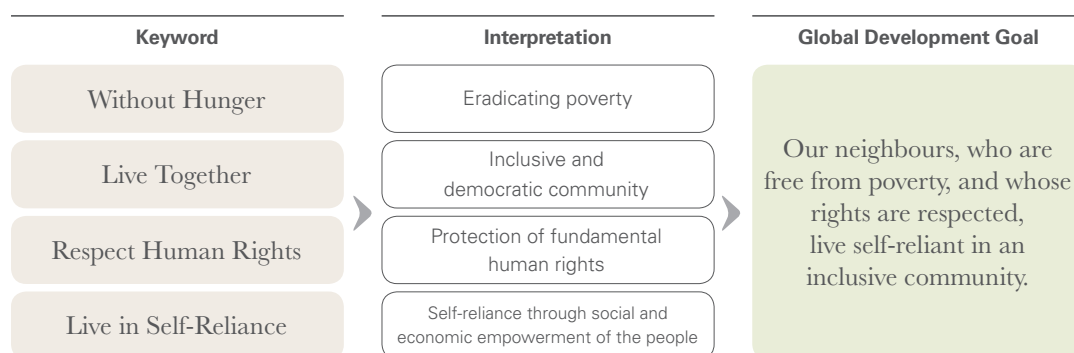 Keyword
Without Hunger
Live Together
Respect Human Rights
Live in Self-Reliance
Interpretation
Eradicating poverty
Inclusive and
democratic community
Protection of fundamental
human rights
Self-reliance through social and
economic empowerment of the people
Global Development Goal
Our neighbours, who are
free from poverty, and whose
rights are respected,
live self-reliant in an
inclusive community.